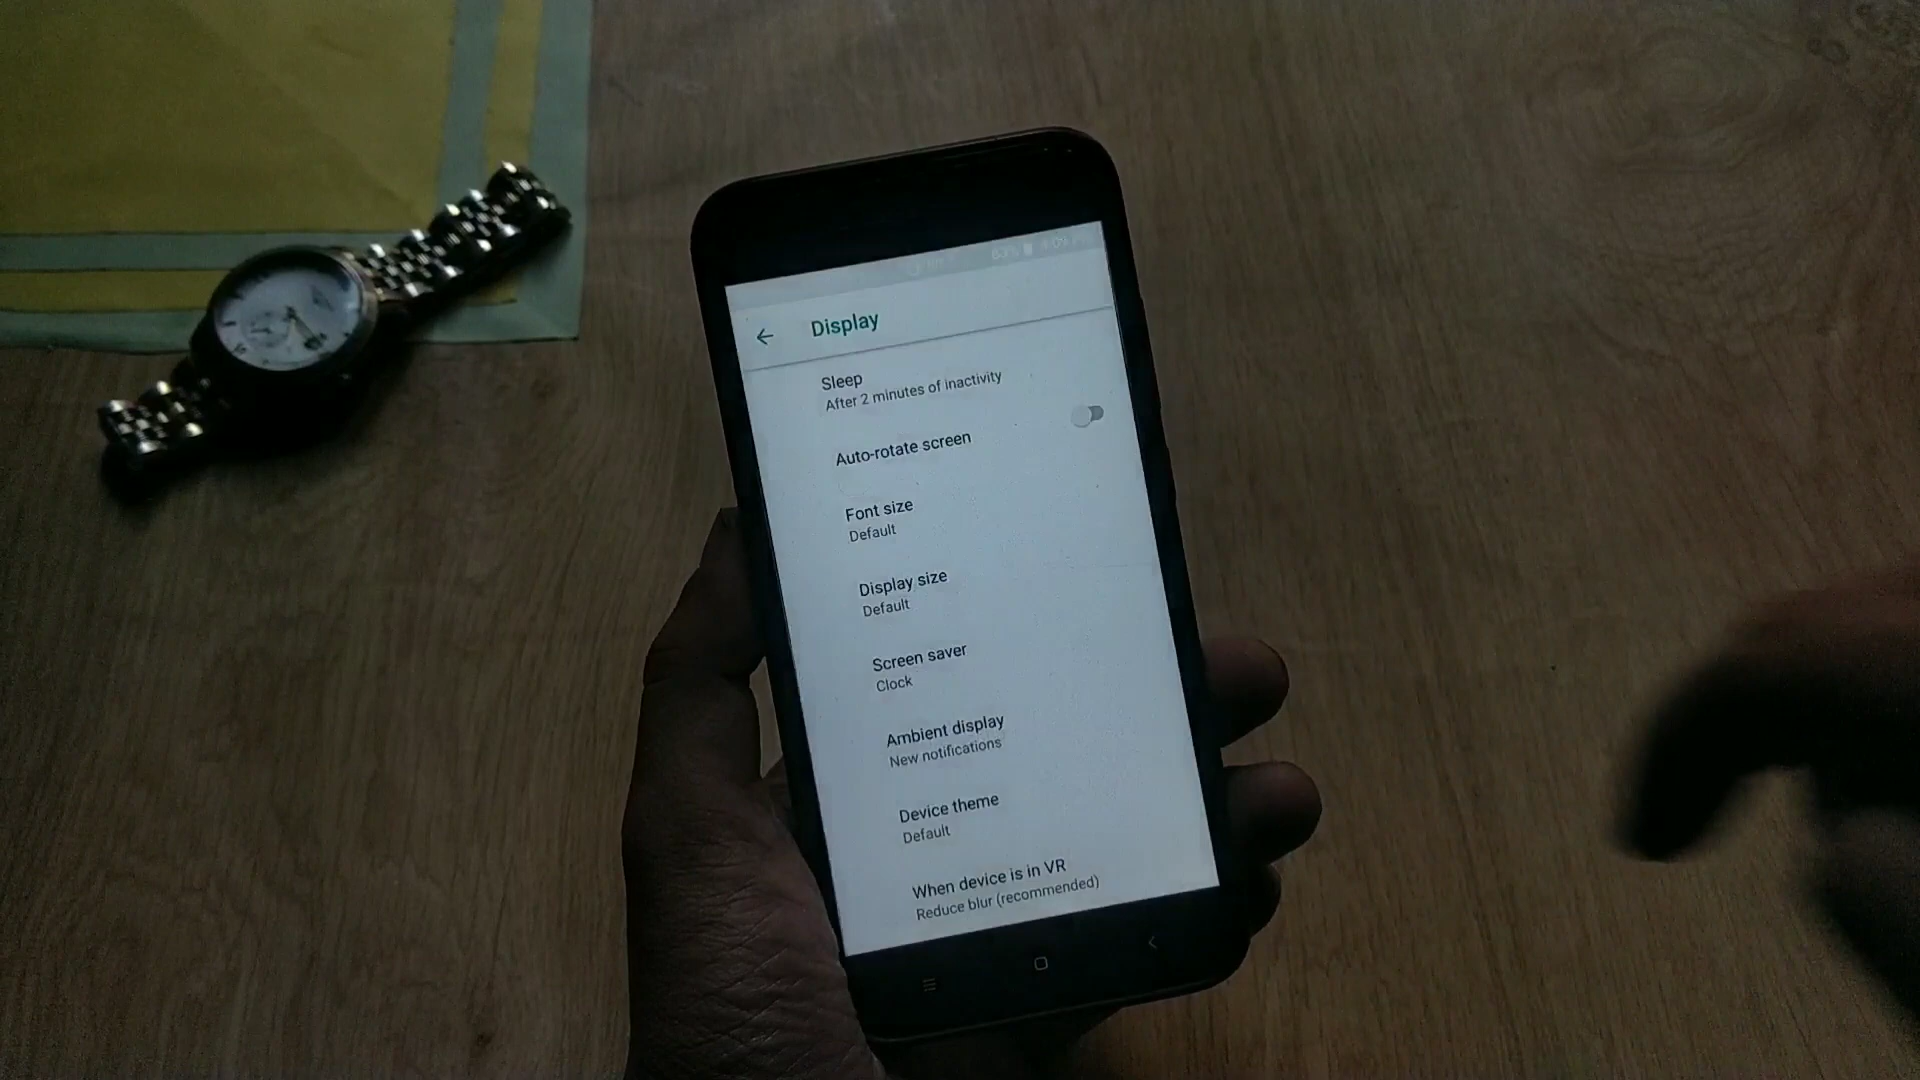 Display
Sleep
After 2 minutes of inactivity
Auto-rotate screen
Font size
Default
Display size
Default
Screen saver
Clock
Ambient display
New notifications
Device theme
Default
When device is in VR
Reduce blur (recommended)